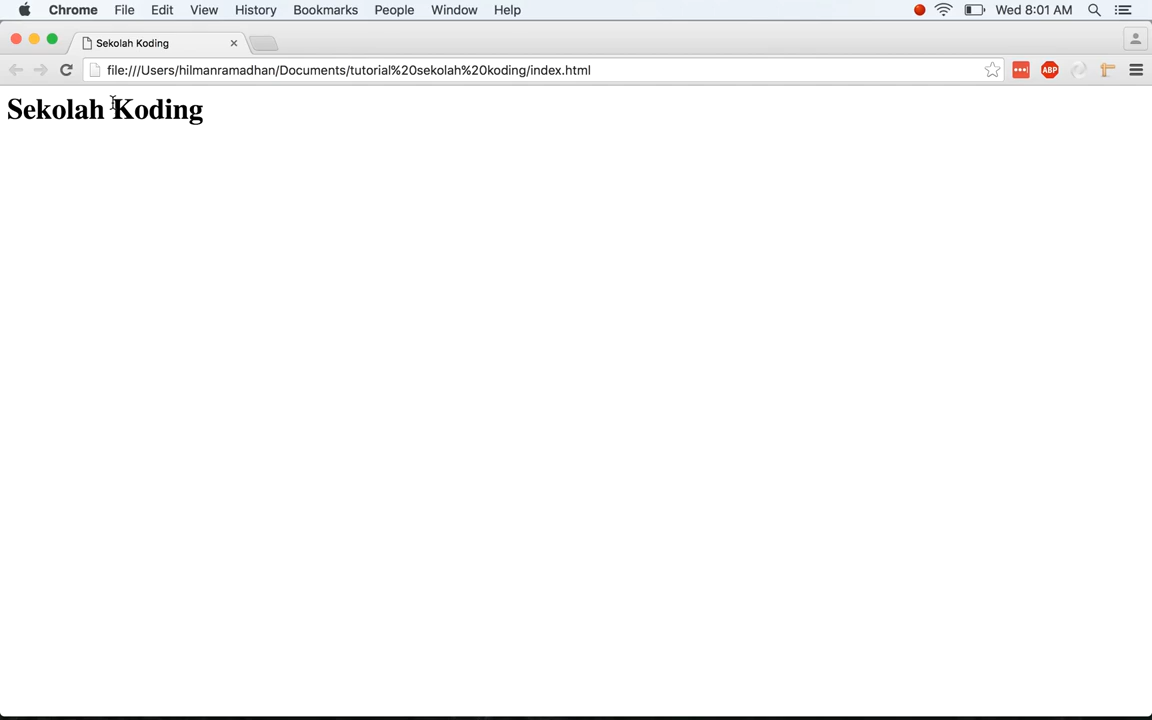 Chrome File Edit View History Bookmarks People Window Help Wed 8:01 AM
Sekolah Koding
file:///Users/hilmanramadhan/Documents/tutorial%20sekolah%20koding/index.html ABP
Sekolah Koding